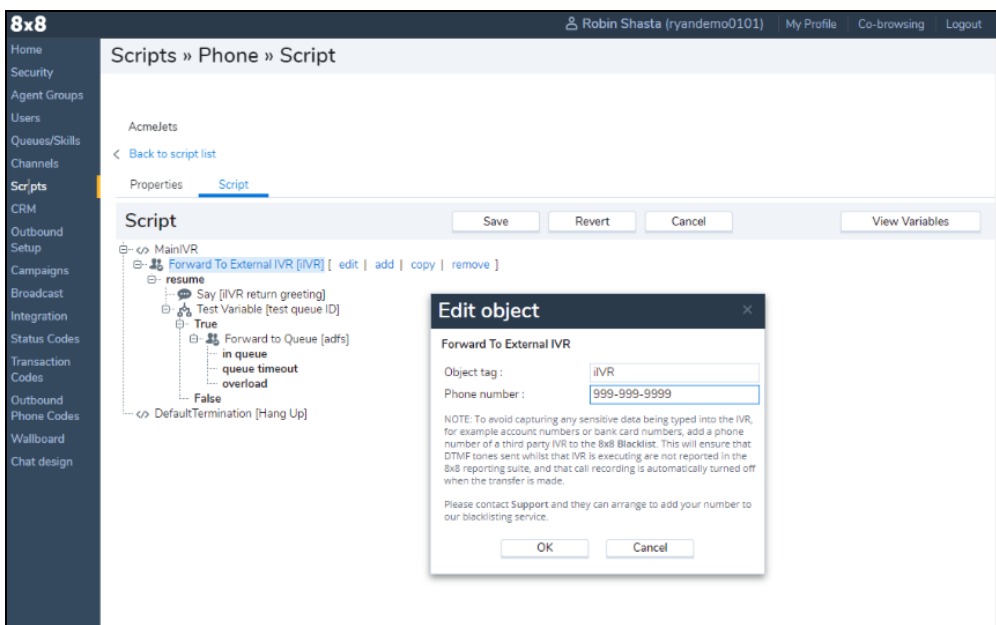 8x8
Robin Shasta (ryandemo0101) My Profile Co-browsing Logout
Home
Security
Agent Groups
Users
Queues/Skills
Channels
Scripts
CRM
Outbound
Setup
Campaigns
Broadcast
Integration
Status Codes
Transaction
Codes
Outbound
Phone Codes
Wallboard
Chat design
Scripts » Phone » Script
AcmeJets
< Back to script list
Properties Script
Script Save Revert Cancel View Variables
</> MainIVR
Forward To External IVR [iIVR] [ edit | add | copy | remove ]
resume
Say [iIVR return greeting]
Test Variable [test queue ID]
True
Forward to Queue [adfs]
in queue
queue timeout
overload
False
</> DefaultTermination [Hang Up]
Edit object ×
Forward To External IVR
Object tag : iIVR
Phone number : 999-999-9999
NOTE: To avoid capturing any sensitive data being typed into the IVR,
for example account numbers or bank card numbers, add a phone
number of a third party IVR to the 8x8 Blacklist. This will ensure that
DTMF tones sent whilst that IVR is executing are not reported in the
8x8 reporting suite, and that call recording is automatically turned off
when the transfer is made.
Please contact Support and they can arrange to add your number to
our blacklisting service.
OK Cancel